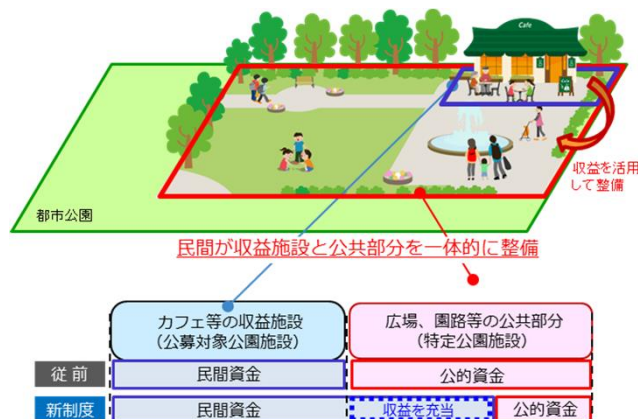 Cafe
収益を活用
して整備
都市公園
民間が収益施設と公共部分を一体的に整備
カフェ等の収益施設
（公募対象公園施設）
広場、園路等の公共部分
（特定公園施設）
従前
民間資金
公的資金
新制度
民間資金
収益を充当
公的資金